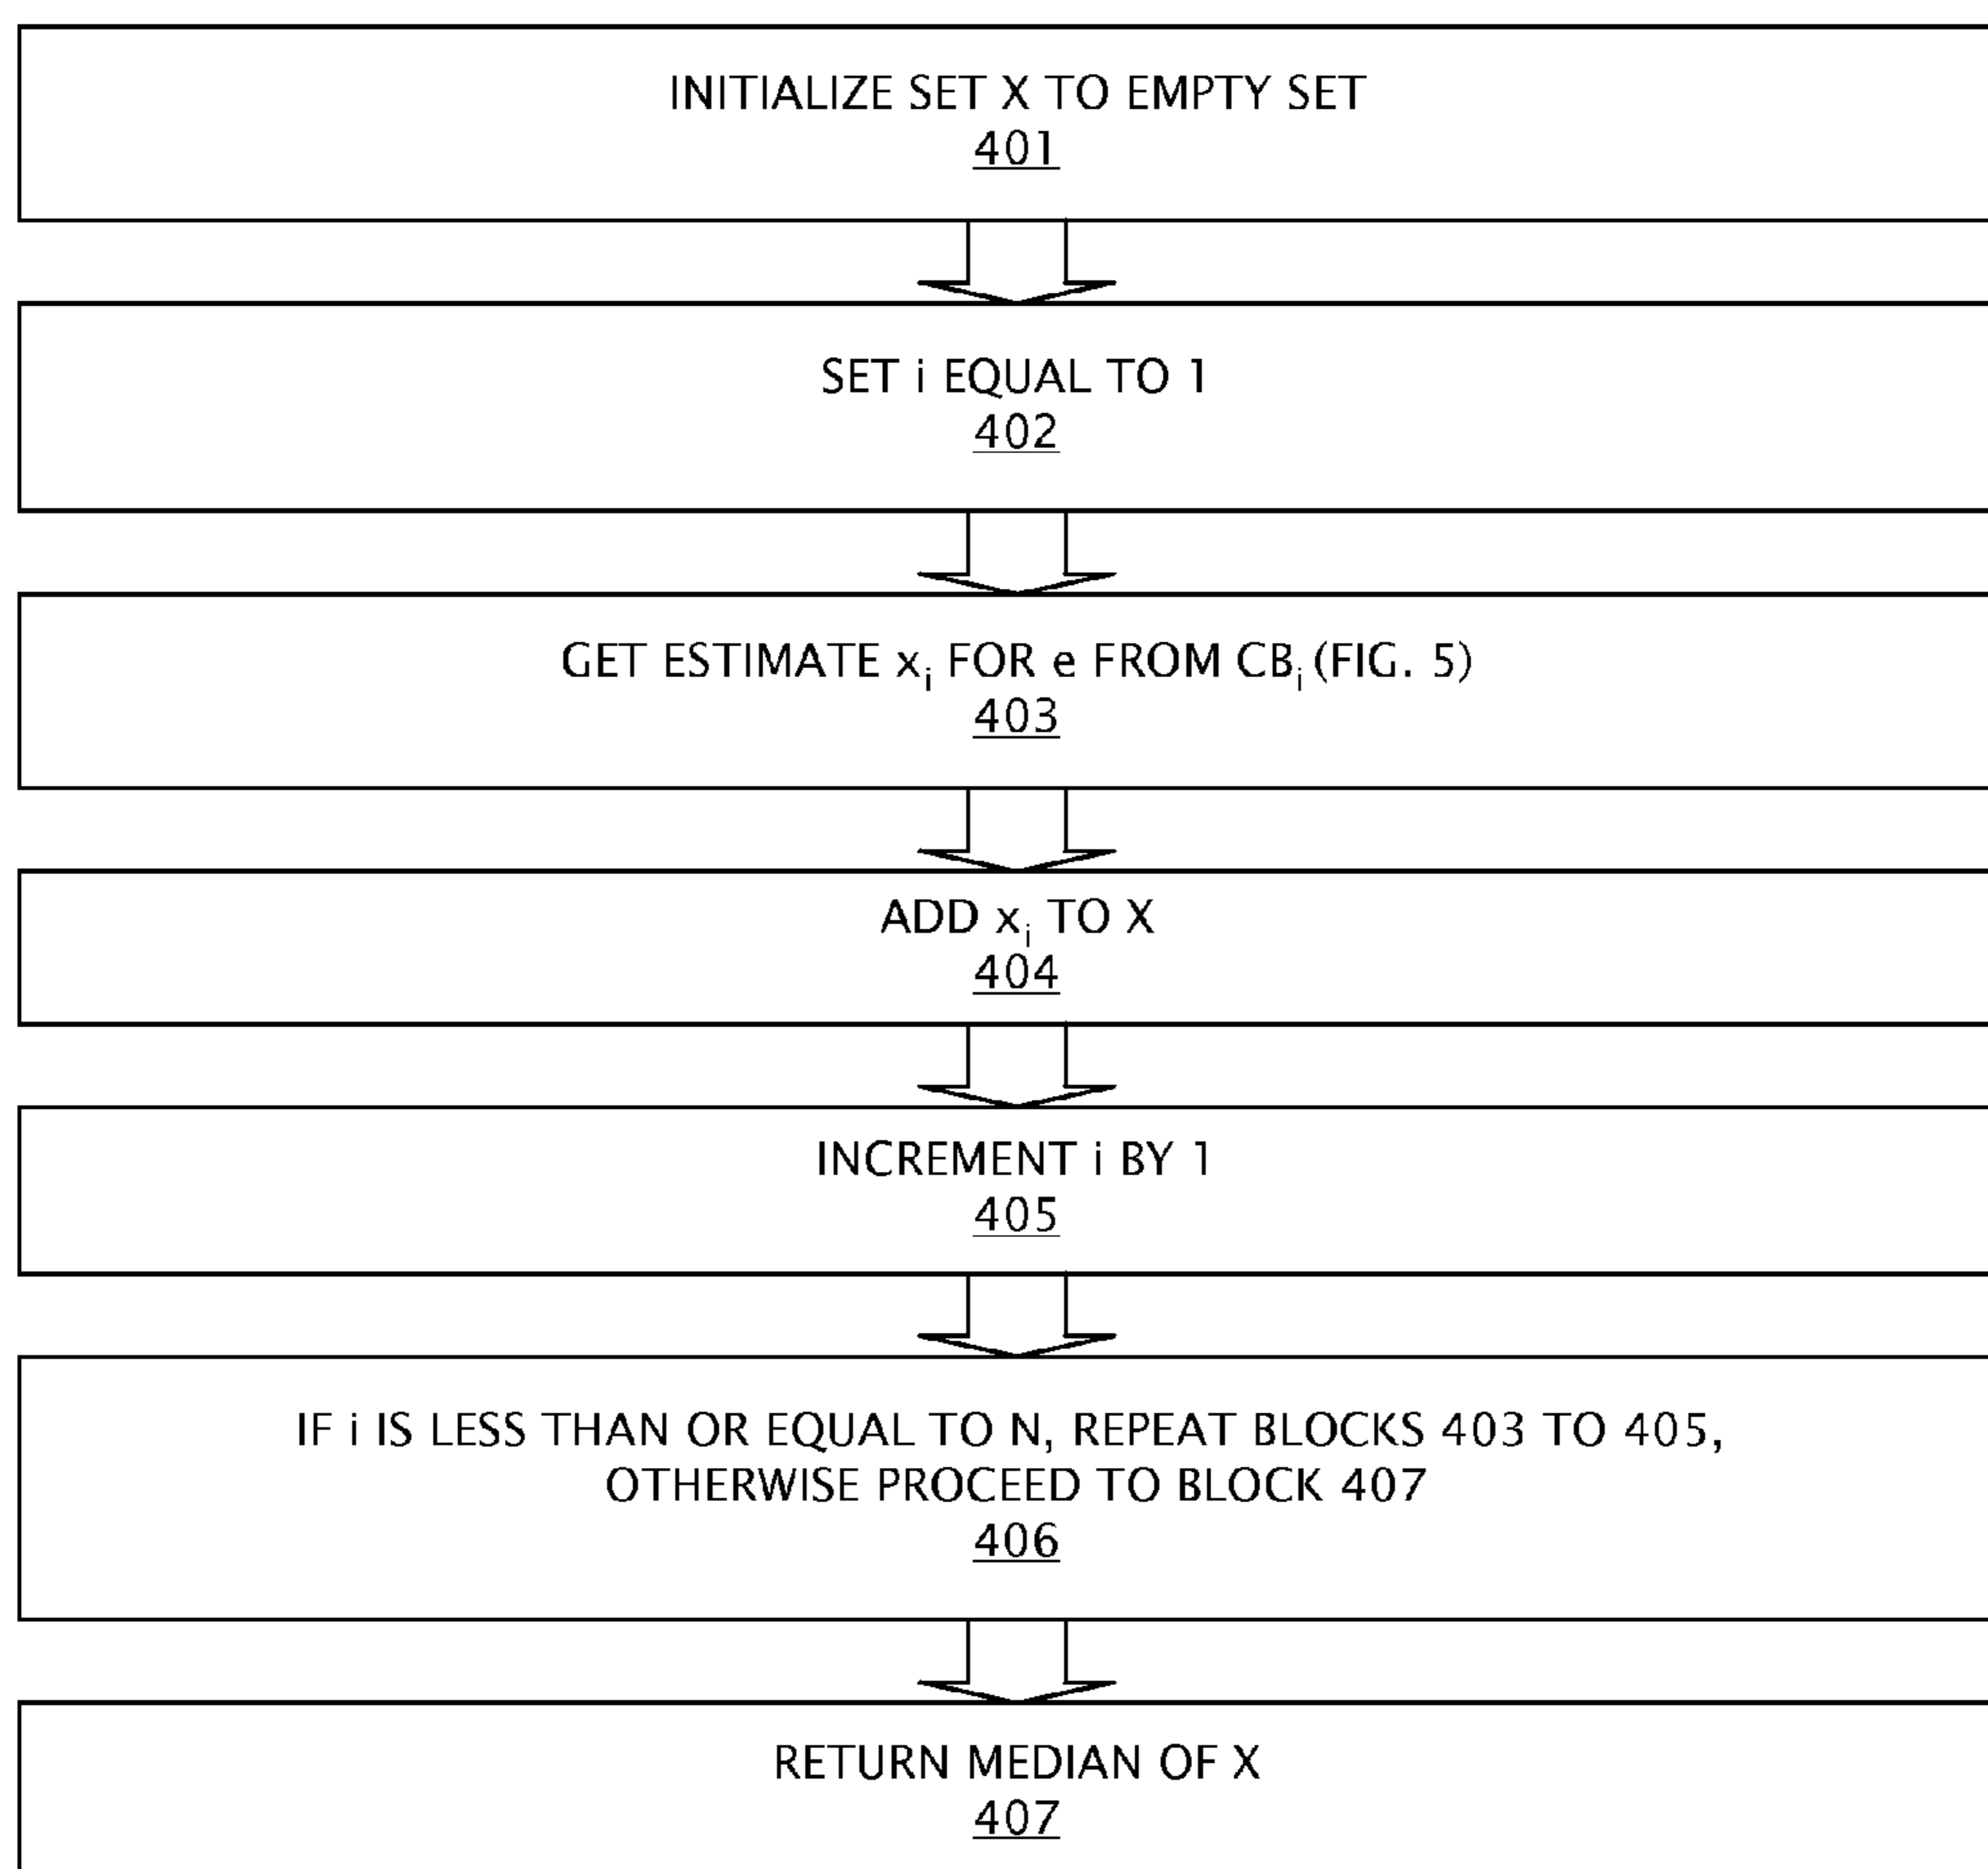 INITIALIZE SET X TO EMPTY SET
401
SET i EQUAL TO 1
402
GET ESTIMATE xi FOR e FROM CBi (FIG. 5)
403
ADD xi TO X
404
INCREMENT i BY 1
405
IF i IS LESS THAN OR EQUAL TO N, REPEAT BLOCKS 403 TO 405,
OTHERWISE PROCEED TO BLOCK 407
406
RETURN MEDIAN OF X
407